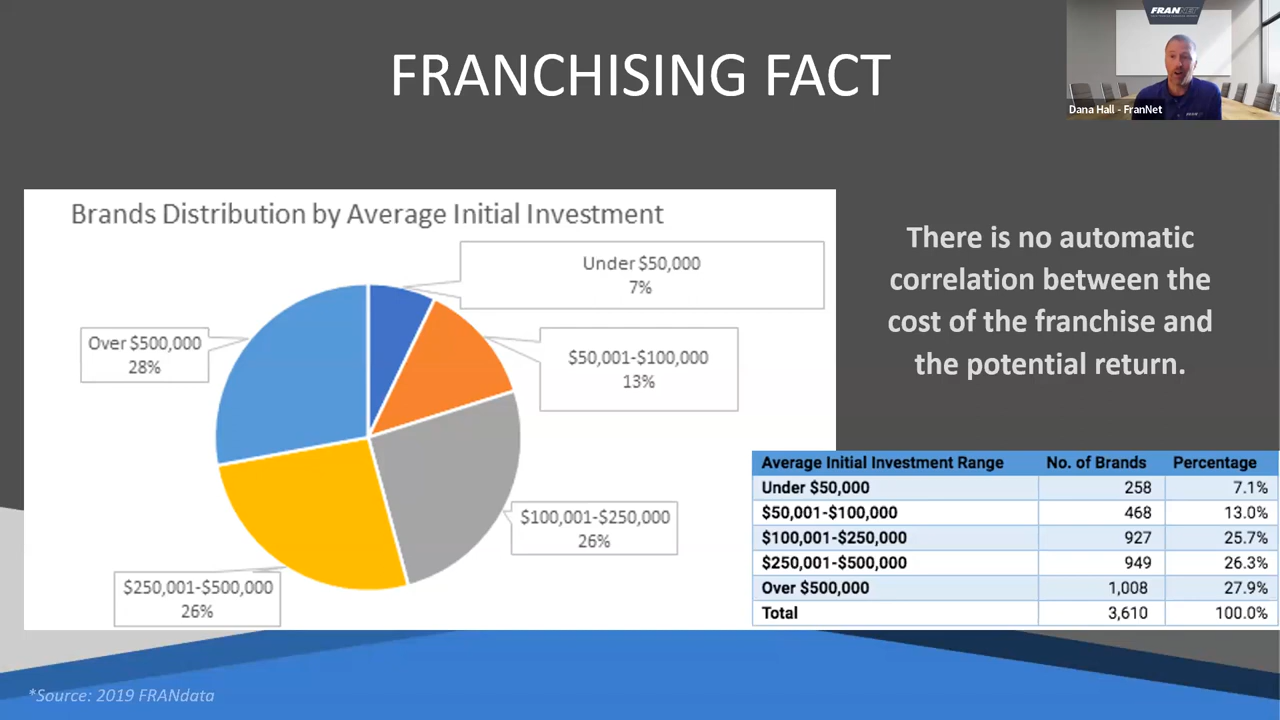 FRANNET
FRANCHISING FACT
Dana Hall - FranNet
Brands Distribution by Average Initial Investment
Under $50,000
7%
$50,001-$100,000
13%
$100,001-$250,000
26%
$250,001-$500,000
26%
Over $500,000
28%
There is no automatic
correlation between the
cost of the franchise and
the potential return.
Average Initial Investment Range No. of Brands Percentage
Under $50,000 258 7.1%
$50,001-$100,000 468 13.0%
$100,001-$250,000 927 25.7%
$250,001-$500,000 949 26.3%
Over $500,000 1,008 27.9%
Total 3,610 100.0%
*Source: 2019 FRANdata